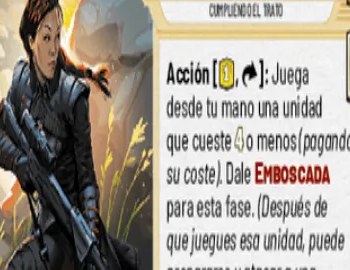 CUMPLIENDO EL TRATO
Acción [1, ]: Juega
desde tu mano una unidad
que cueste 4 o menos (pagando
su coste). Dale EMBOSCADA
para esta fase. (Después de
que juegues esa unidad, puede